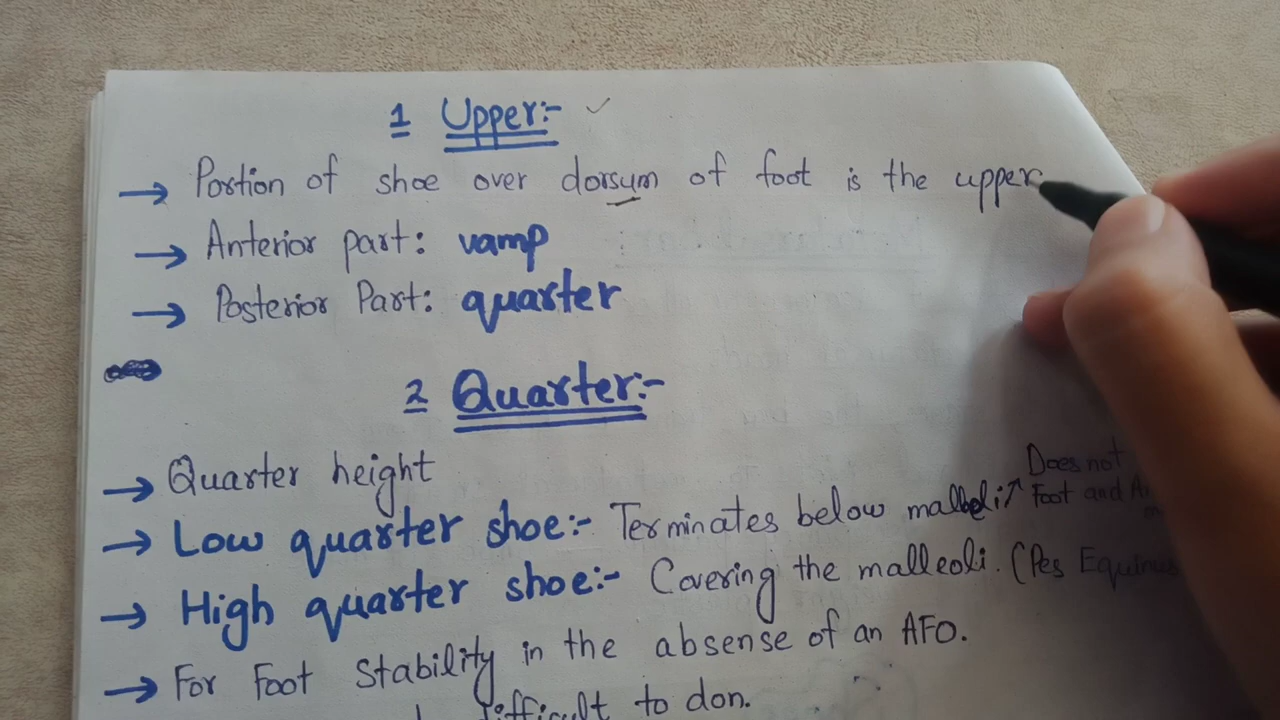 1 Upper:-
→ Portion of shoe over dorsum of foot is the upper
→ Anterior part: vamp
→ Posterior Part: quarter
2 Quarter:-
→ Quarter height
Does not
→ Low quarter shoe:- Terminates below malleoli↑ Foot and
→ High quarter shoe:- Covering the malleoli. (Pes Equinus
→ For Foot Stability in the absense of an AFO.
difficult to don.